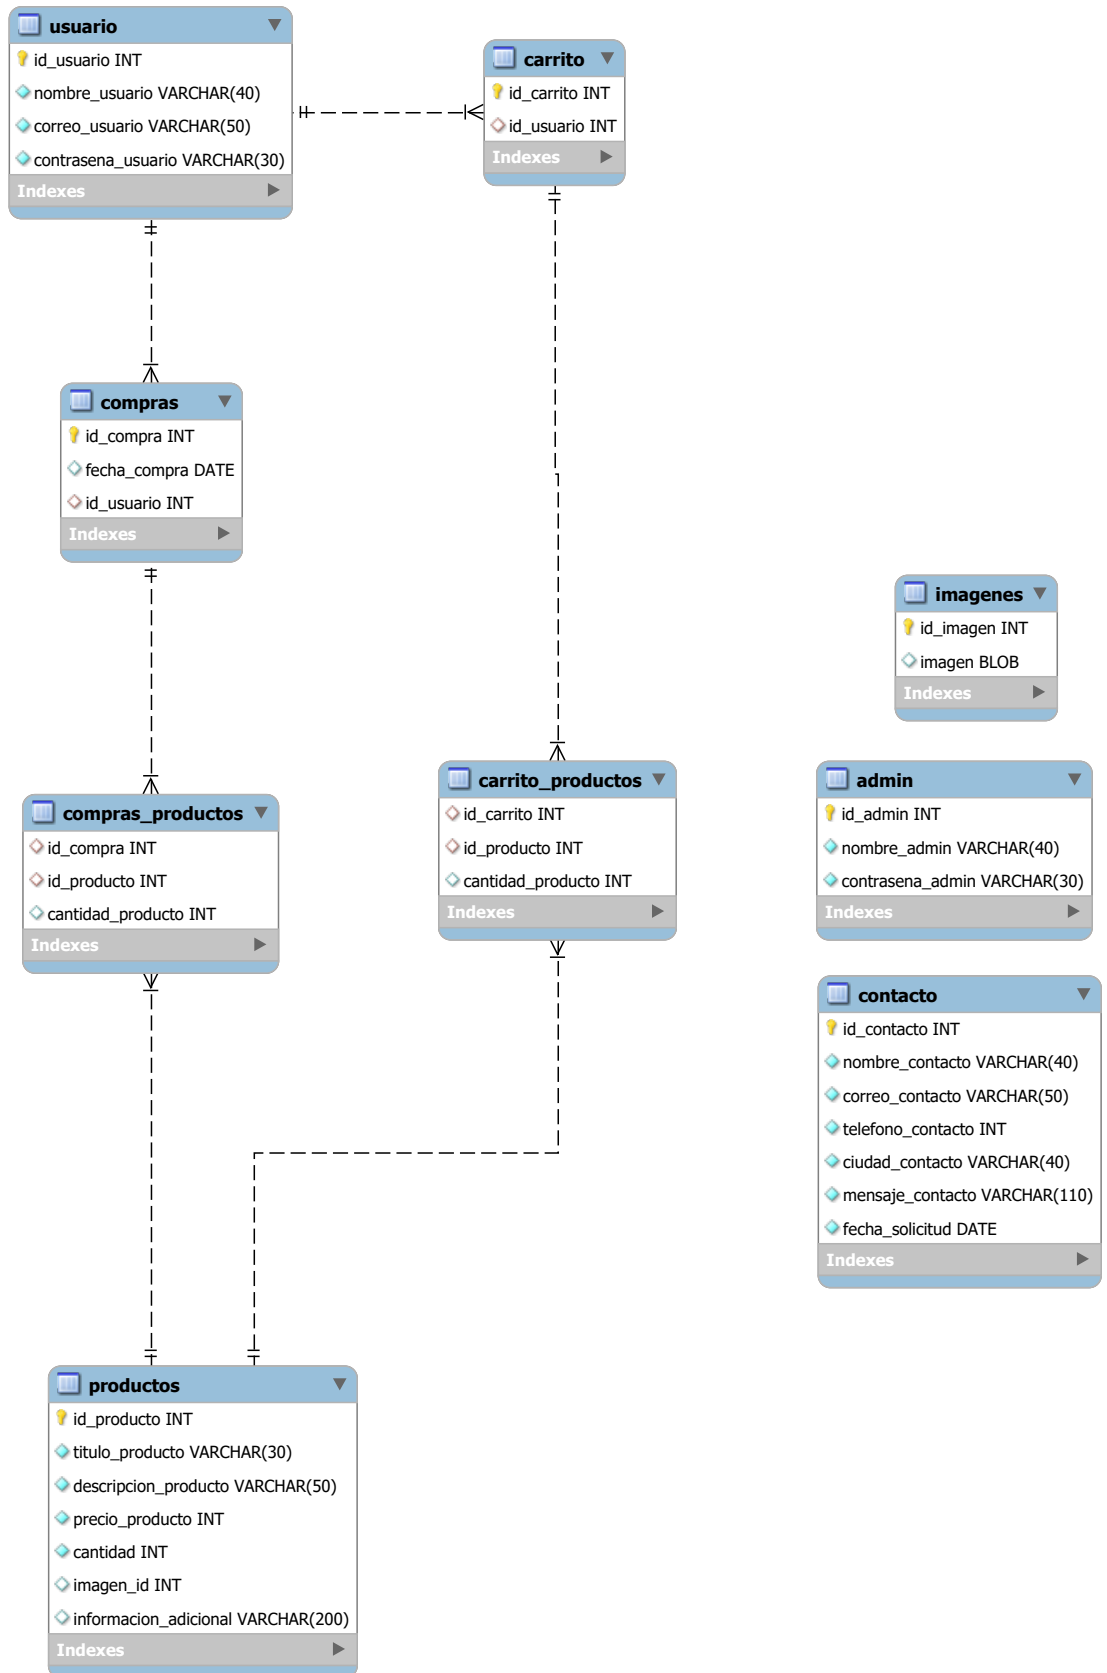 usuario
id_usuario INT
nombre_usuario VARCHAR(40)
correo_usuario VARCHAR(50)
contrasena_usuario VARCHAR(30)
Indexes
carrito
id_carrito INT
id_usuario INT
Indexes
compras
id_compra INT
fecha_compra DATE
id_usuario INT
Indexes
imagenes
id_imagen INT
imagen BLOB
Indexes
compras_productos
id_compra INT
id_producto INT
cantidad_producto INT
Indexes
carrito_productos
id_carrito INT
id_producto INT
cantidad_producto INT
Indexes
admin
id_admin INT
nombre_admin VARCHAR(40)
contrasena_admin VARCHAR(30)
Indexes
contacto
id_contacto INT
nombre_contacto VARCHAR(40)
correo_contacto VARCHAR(50)
telefono_contacto INT
ciudad_contacto VARCHAR(40)
mensaje_contacto VARCHAR(110)
fecha_solicitud DATE
Indexes
productos
id_producto INT
titulo_producto VARCHAR(30)
descripcion_producto VARCHAR(50)
precio_producto INT
cantidad INT
imagen_id INT
informacion_adicional VARCHAR(200)
Indexes